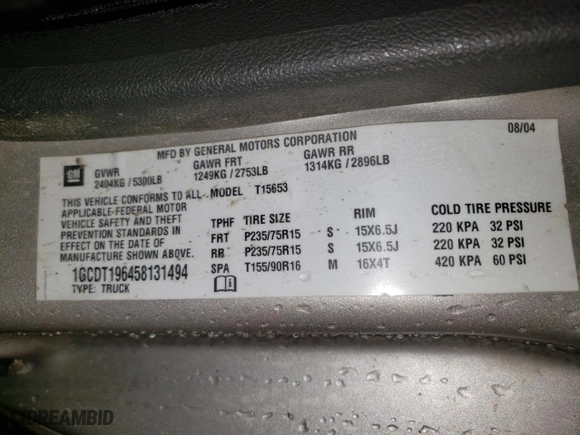 08/04
MFD BY GENERAL MOTORS CORPORATION
GM GVWR GAWR FRT GAWR RR
2404KG / 5300LB 1249KG / 2753LB 1314KG / 2896LB
THIS VEHICLE CONFORMS TO ALL MODEL T15653
APPLICABLE FEDERAL MOTOR
VEHICLE SAFETY AND THEFT
PREVENTION STANDARDS IN
EFFECT ON THE DATE OF
MANUFACTURE SHOWN ABOVE.
1GCDT196458131494
TYPE: TRUCK
TPHF TIRE SIZE RIM COLD TIRE PRESSURE
FRT P235/75R15 S 15X6.5J 220 KPA 32 PSI
RR P235/75R15 S 15X6.5J 220 KPA 32 PSI
SPA T155/90R16 M 16X4T 420 KPA 60 PSI
DREAMBID